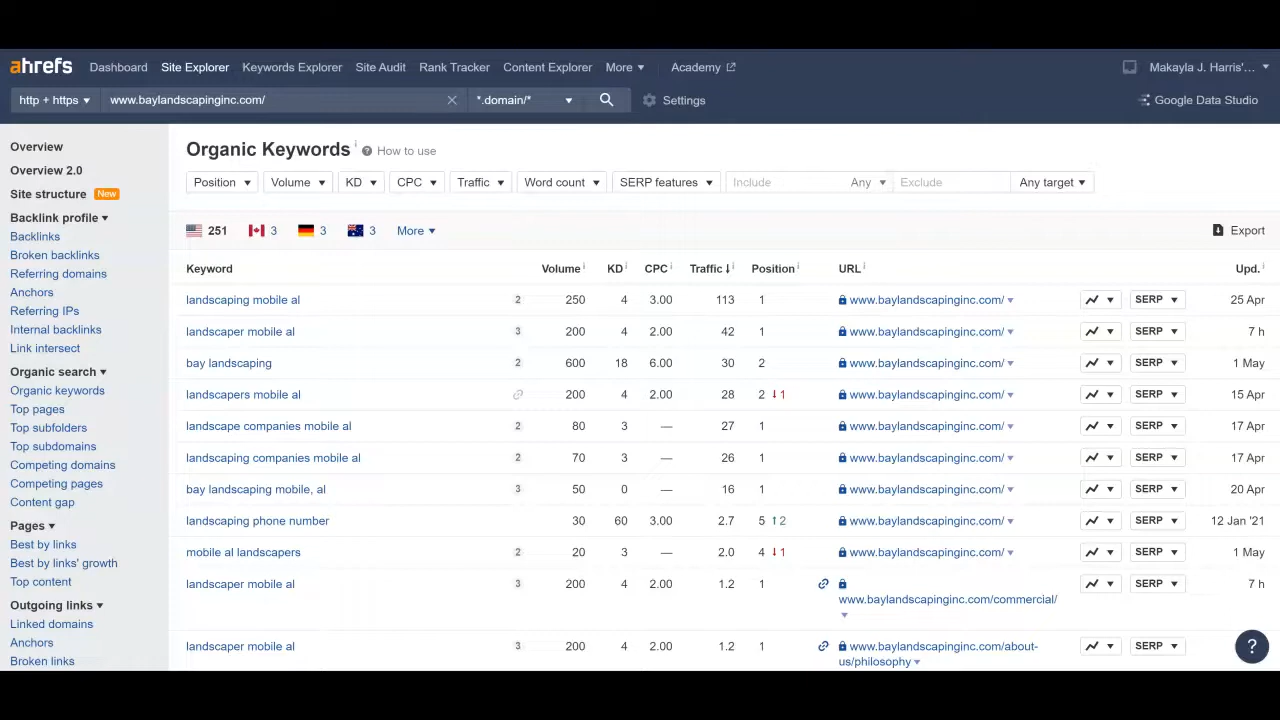 ahrefs Dashboard Site Explorer Keywords Explorer Site Audit Rank Tracker Content Explorer More Academy Makayla J. Harris'...
http + https www.baylandscapinginc.com/ *.domain/* Settings Google Data Studio
Overview
Overview 2.0
Site structure New
Backlink profile
Backlinks
Broken backlinks
Referring domains
Anchors
Referring IPs
Internal backlinks
Link intersect
Organic search
Organic keywords
Top pages
Top subfolders
Top subdomains
Competing domains
Competing pages
Content gap
Pages
Best by links
Best by links' growth
Top content
Outgoing links
Linked domains
Anchors
Broken links
Organic Keywords i ? How to use
Position Volume KD CPC Traffic Word count SERP features Include Any Exclude Any target
251 3 3 3 More Export
Keyword Volume i KD i CPC i Traffic i Position i URL i Upd. i
landscaping mobile al 2 250 4 3.00 113 1 www.baylandscapinginc.com/ SERP 25 Apr
landscaper mobile al 3 200 4 2.00 42 1 www.baylandscapinginc.com/ SERP 7 h
bay landscaping 2 600 18 6.00 30 2 www.baylandscapinginc.com/ SERP 1 May
landscapers mobile al 200 4 2.00 28 2 ↓1 www.baylandscapinginc.com/ SERP 15 Apr
landscape companies mobile al 2 80 3 — 27 1 www.baylandscapinginc.com/ SERP 17 Apr
landscaping companies mobile al 2 70 3 — 26 1 www.baylandscapinginc.com/ SERP 17 Apr
bay landscaping mobile, al 3 50 0 — 16 1 www.baylandscapinginc.com/ SERP 20 Apr
landscaping phone number 30 60 3.00 2.7 5 ↑2 www.baylandscapinginc.com/ SERP 12 Jan '21
mobile al landscapers 2 20 3 — 2.0 4 ↓1 www.baylandscapinginc.com/ SERP 1 May
landscaper mobile al 3 200 4 2.00 1.2 1 SERP 7 h
www.baylandscapinginc.com/commercial/
landscaper mobile al 3 200 4 2.00 1.2 1 www.baylandscapinginc.com/about- SERP
us/philosophy
?